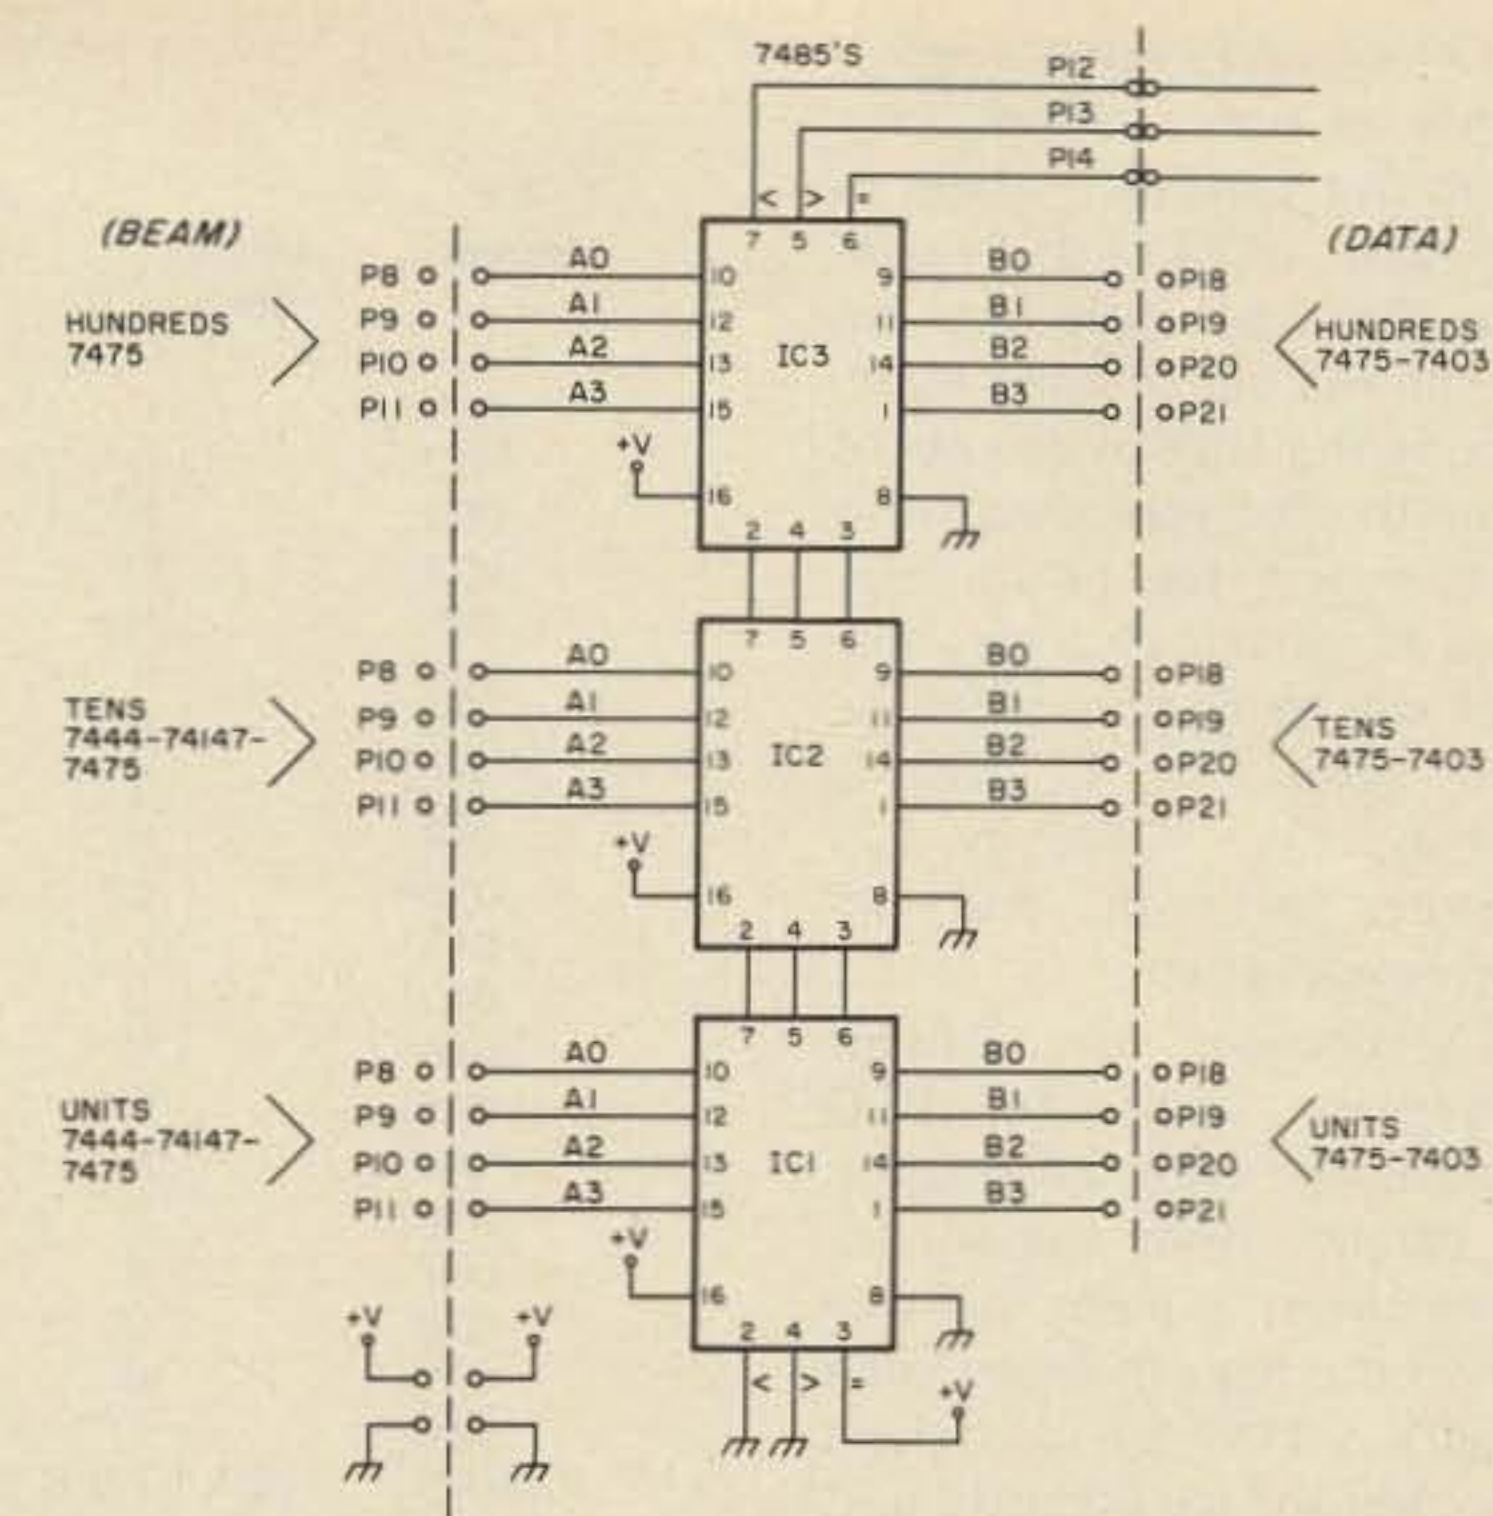 7485'S
P12
P13
P14
< > =
(BEAM)
(DATA)
HUNDREDS
7475
P8
P9
P10
P11
A0
A1
A2
A3
+V
7 5 6
10
12
13
15
16
IC3
9
11
14
1
8
2 4 3
B0
B1
B2
B3
P18
P19
P20
P21
HUNDREDS
7475-7403
TENS
7444-74147-
7475
P8
P9
P10
P11
A0
A1
A2
A3
+V
7 5 6
10
12
13
15
16
IC2
9
11
14
1
8
2 4 3
B0
B1
B2
B3
P18
P19
P20
P21
TENS
7475-7403
UNITS
7444-74147-
7475
P8
P9
P10
P11
A0
A1
A2
A3
+V
7 5 6
10
12
13
15
16
IC1
9
11
14
1
8
2 4 3
B0
B1
B2
B3
P18
P19
P20
P21
UNITS
7475-7403
< > =
+V
+V
+V